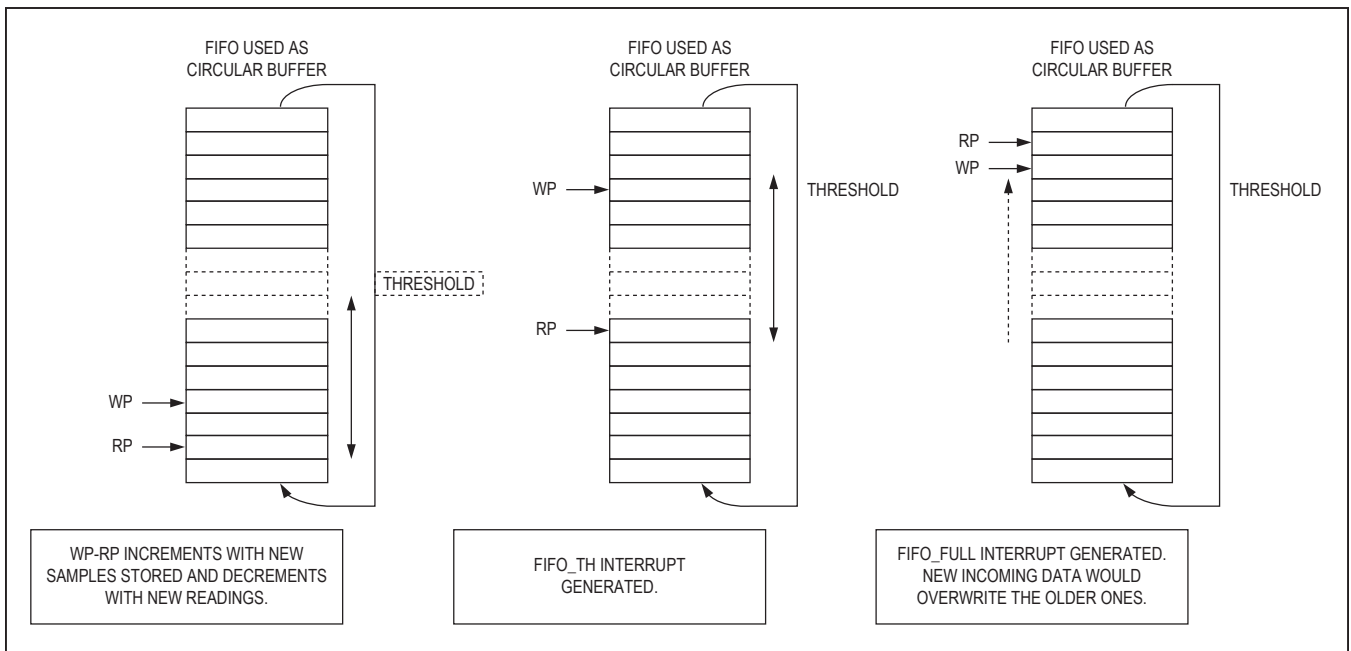 FIFO USED AS
CIRCULAR BUFFER
THRESHOLD
WP
RP
WP-RP INCREMENTS WITH NEW
SAMPLES STORED AND DECREMENTS
WITH NEW READINGS.
FIFO USED AS
CIRCULAR BUFFER
WP
THRESHOLD
RP
FIFO_TH INTERRUPT
GENERATED.
FIFO USED AS
CIRCULAR BUFFER
RP
WP
THRESHOLD
FIFO_FULL INTERRUPT GENERATED.
NEW INCOMING DATA WOULD
OVERWRITE THE OLDER ONES.